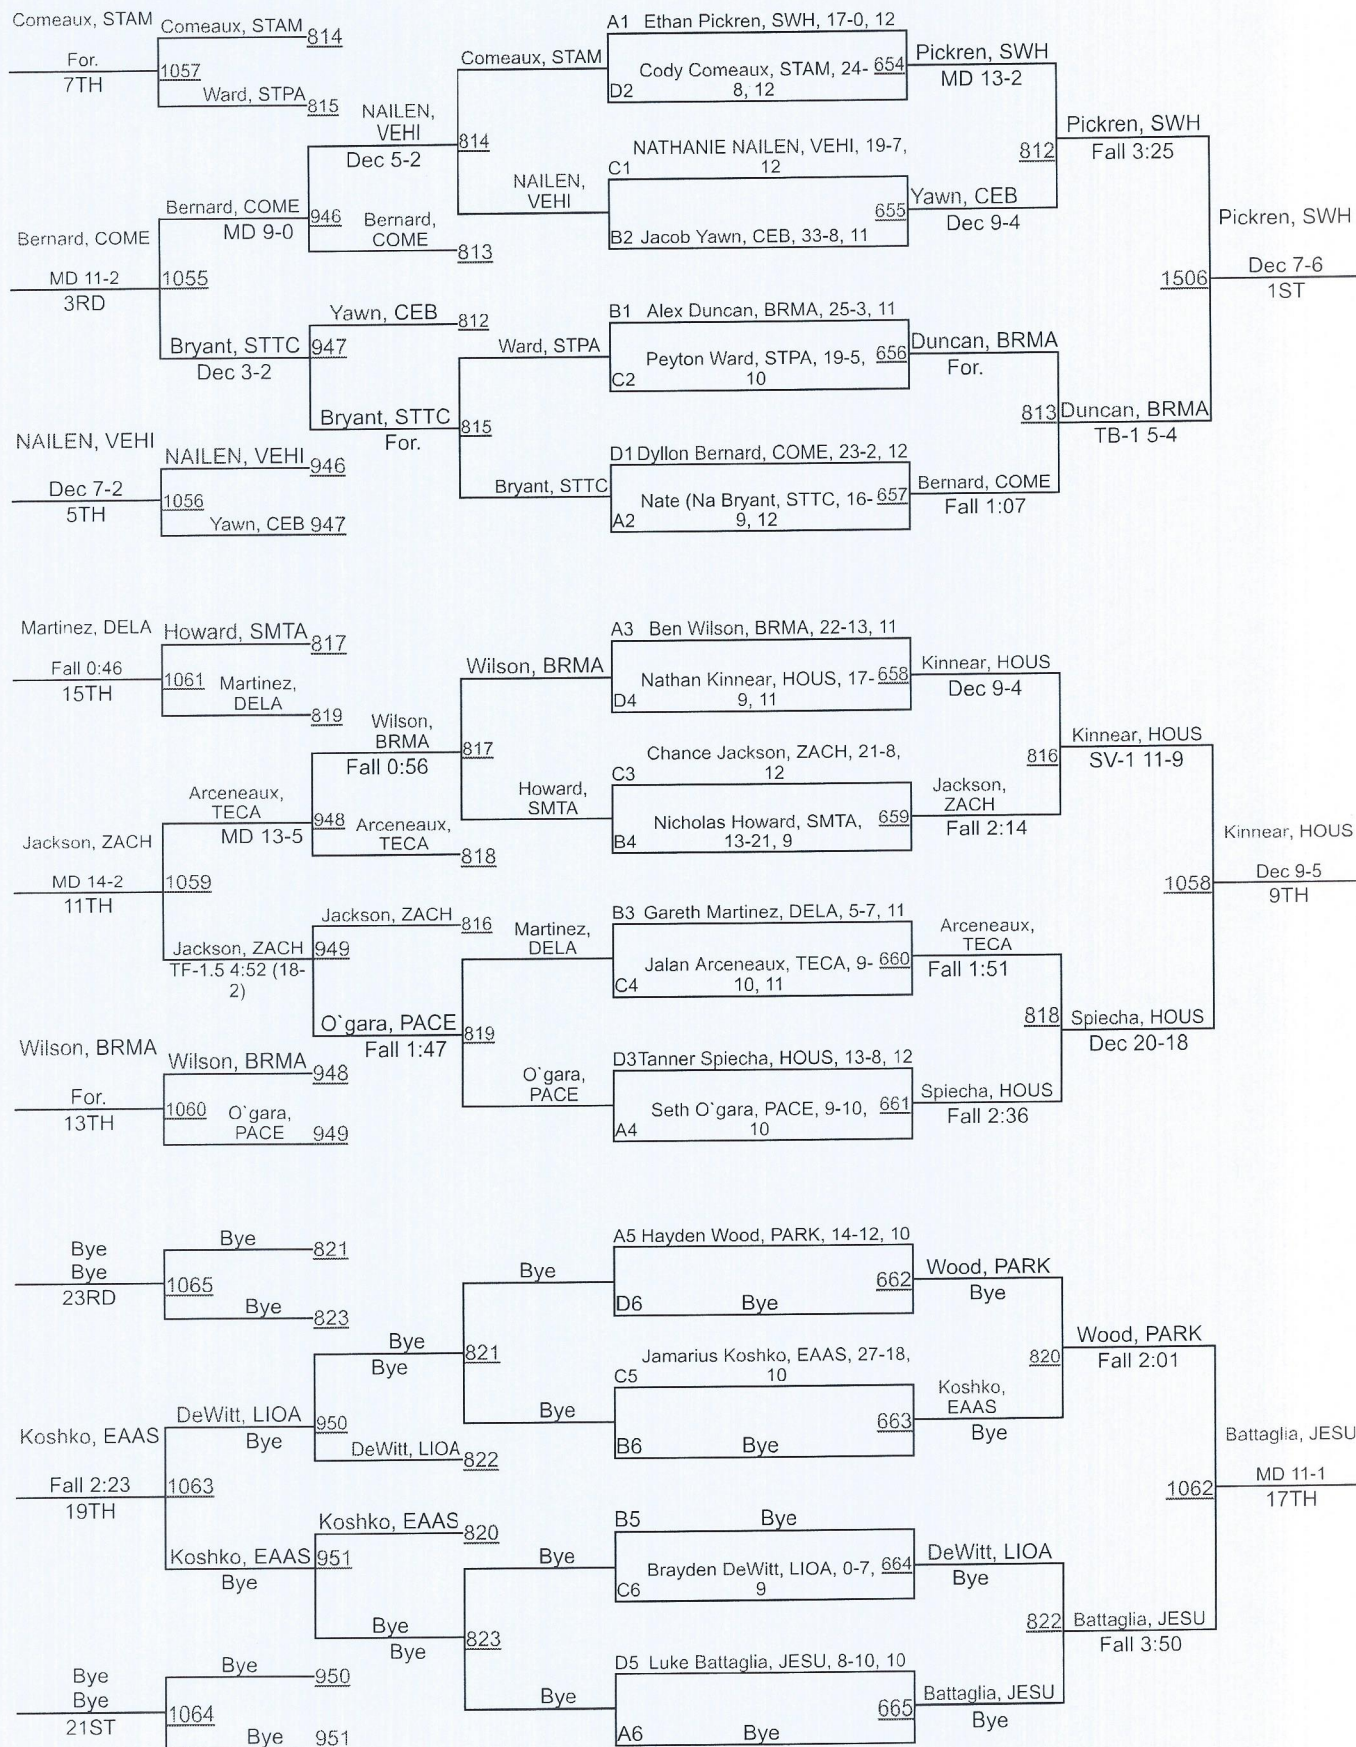 Comeaux, STAM
For.
7TH
Comeaux, STAM 814
1057
Ward, STPA 815
NAILEN,
VEHI
Dec 5-2
Comeaux, STAM
814
NAILEN,
VEHI
A1 Ethan Pickren, SWH, 17-0, 12
Cody Comeaux, STAM, 24- 654
D2 8, 12
Pickren, SWH
MD 13-2
NATHANIE NAILEN, VEHI, 19-7,
C1 12
655
B2 Jacob Yawn, CEB, 33-8, 11
Yawn, CEB
Dec 9-4
812
Pickren, SWH
Fall 3:25
Bernard, COME
MD 11-2
3RD
1055
Bernard, COME 946
MD 9-0
Bernard,
COME
813
Bryant, STTC 947
Dec 3-2
Yawn, CEB 812
Bryant, STTC
For.
815
Ward, STPA
Bryant, STTC
B1 Alex Duncan, BRMA, 25-3, 11
Peyton Ward, STPA, 19-5, 656
C2 10
Duncan, BRMA
For.
D1 Dyllon Bernard, COME, 23-2, 12
Nate (Na Bryant, STTC, 16- 657
A2 9, 12
Bernard, COME
Fall 1:07
813 Duncan, BRMA
TB-1 5-4
1506
Pickren, SWH
Dec 7-6
1ST
NAILEN, VEHI
Dec 7-2
5TH
NAILEN, VEHI 946
1056
Yawn, CEB 947
Martinez, DELA
Fall 0:46
15TH
Howard, SMTA 817
1061 Martinez,
DELA
819
Wilson,
BRMA
Fall 0:56
Wilson, BRMA
817
Howard,
SMTA
A3 Ben Wilson, BRMA, 22-13, 11
Nathan Kinnear, HOUS, 17- 658
D4 9, 11
Kinnear, HOUS
Dec 9-4
Chance Jackson, ZACH, 21-8,
C3 12
Nicholas Howard, SMTA, 659
B4 13-21, 9
Jackson,
ZACH
Fall 2:14
816
Kinnear, HOUS
SV-1 11-9
Jackson, ZACH
MD 14-2
11TH
1059
Arceneaux,
TECA
MD 13-5
948 Arceneaux,
TECA
818
Jackson, ZACH 949
TF-1.5 4:52 (18-
2)
Jackson, ZACH 816
O`gara, PACE
Fall 1:47
819
Martinez,
DELA
O`gara,
PACE
B3 Gareth Martinez, DELA, 5-7, 11
Jalan Arceneaux, TECA, 9- 660
C4 10, 11
Arceneaux,
TECA
Fall 1:51
D3 Tanner Spiecha, HOUS, 13-8, 12
Seth O`gara, PACE, 9-10, 661
A4 10
Spiecha, HOUS
Fall 2:36
818 Spiecha, HOUS
Dec 20-18
1058
Kinnear, HOUS
Dec 9-5
9TH
Wilson, BRMA
For.
13TH
Wilson, BRMA 948
1060 O`gara,
PACE 949
Bye
Bye
23RD
Bye 821
1065
Bye 823
Bye
Bye
Bye
821
Bye
A5 Hayden Wood, PARK, 14-12, 10
662
D6 Bye
Wood, PARK
Bye
Jamarius Koshko, EAAS, 27-18,
C5 10
663
B6 Bye
Koshko,
EAAS
Bye
820
Wood, PARK
Fall 2:01
Koshko, EAAS
Fall 2:23
19TH
1063
DeWitt, LIOA 950
Bye
DeWitt, LIOA 822
Koshko, EAAS 951
Bye
Koshko, EAAS 820
Bye
Bye
823
Bye
Bye
B5 Bye
Brayden DeWitt, LIOA, 0-7, 664
C6 9
DeWitt, LIOA
Bye
D5 Luke Battaglia, JESU, 8-10, 10
665
A6 Bye
Battaglia, JESU
Bye
822 Battaglia, JESU
Fall 3:50
1062
Battaglia, JESU
MD 11-1
17TH
Bye
Bye
21ST
Bye 950
1064
Bye 951